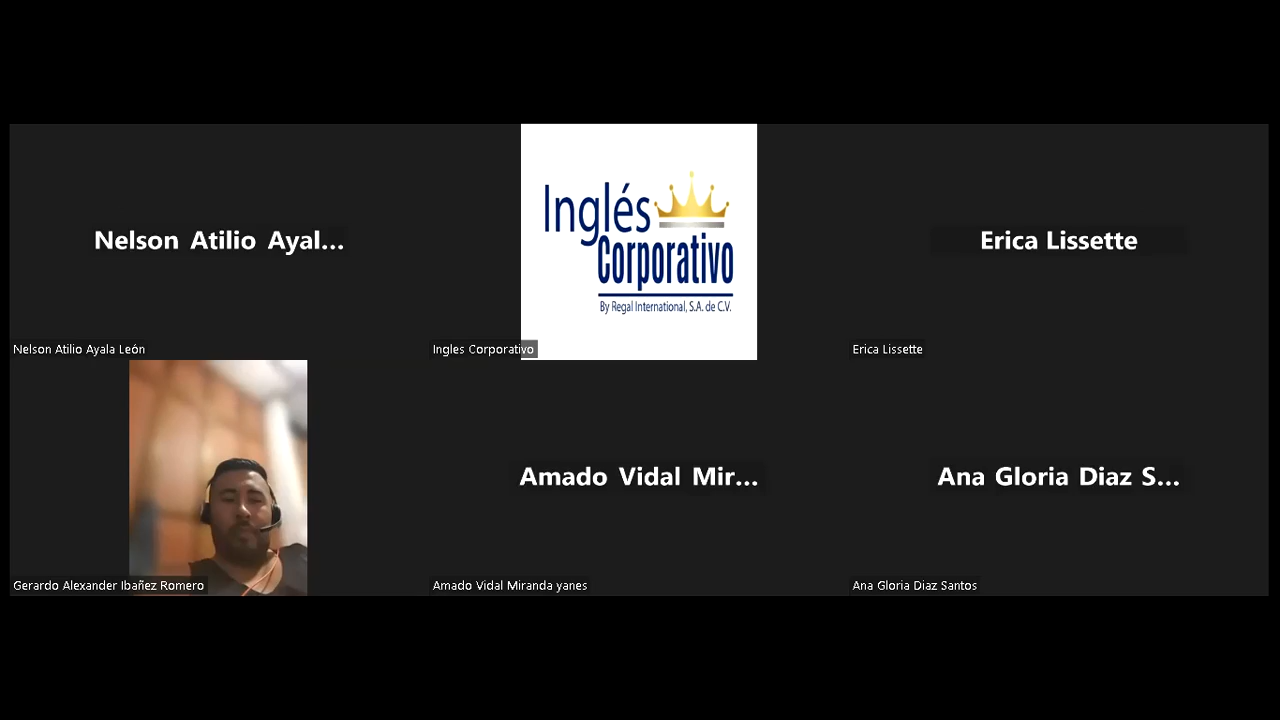 Nelson Atilio Ayal...
Nelson Atilio Ayala León
Inglés
Corporativo
By Regal International, S.A. de C.V.
Ingles Corporativo
Erica Lissette
Erica Lissette
Gerardo Alexander Ibañez Romero
Amado Vidal Mir...
Amado Vidal Miranda yanes
Ana Gloria Diaz S...
Ana Gloria Diaz Santos